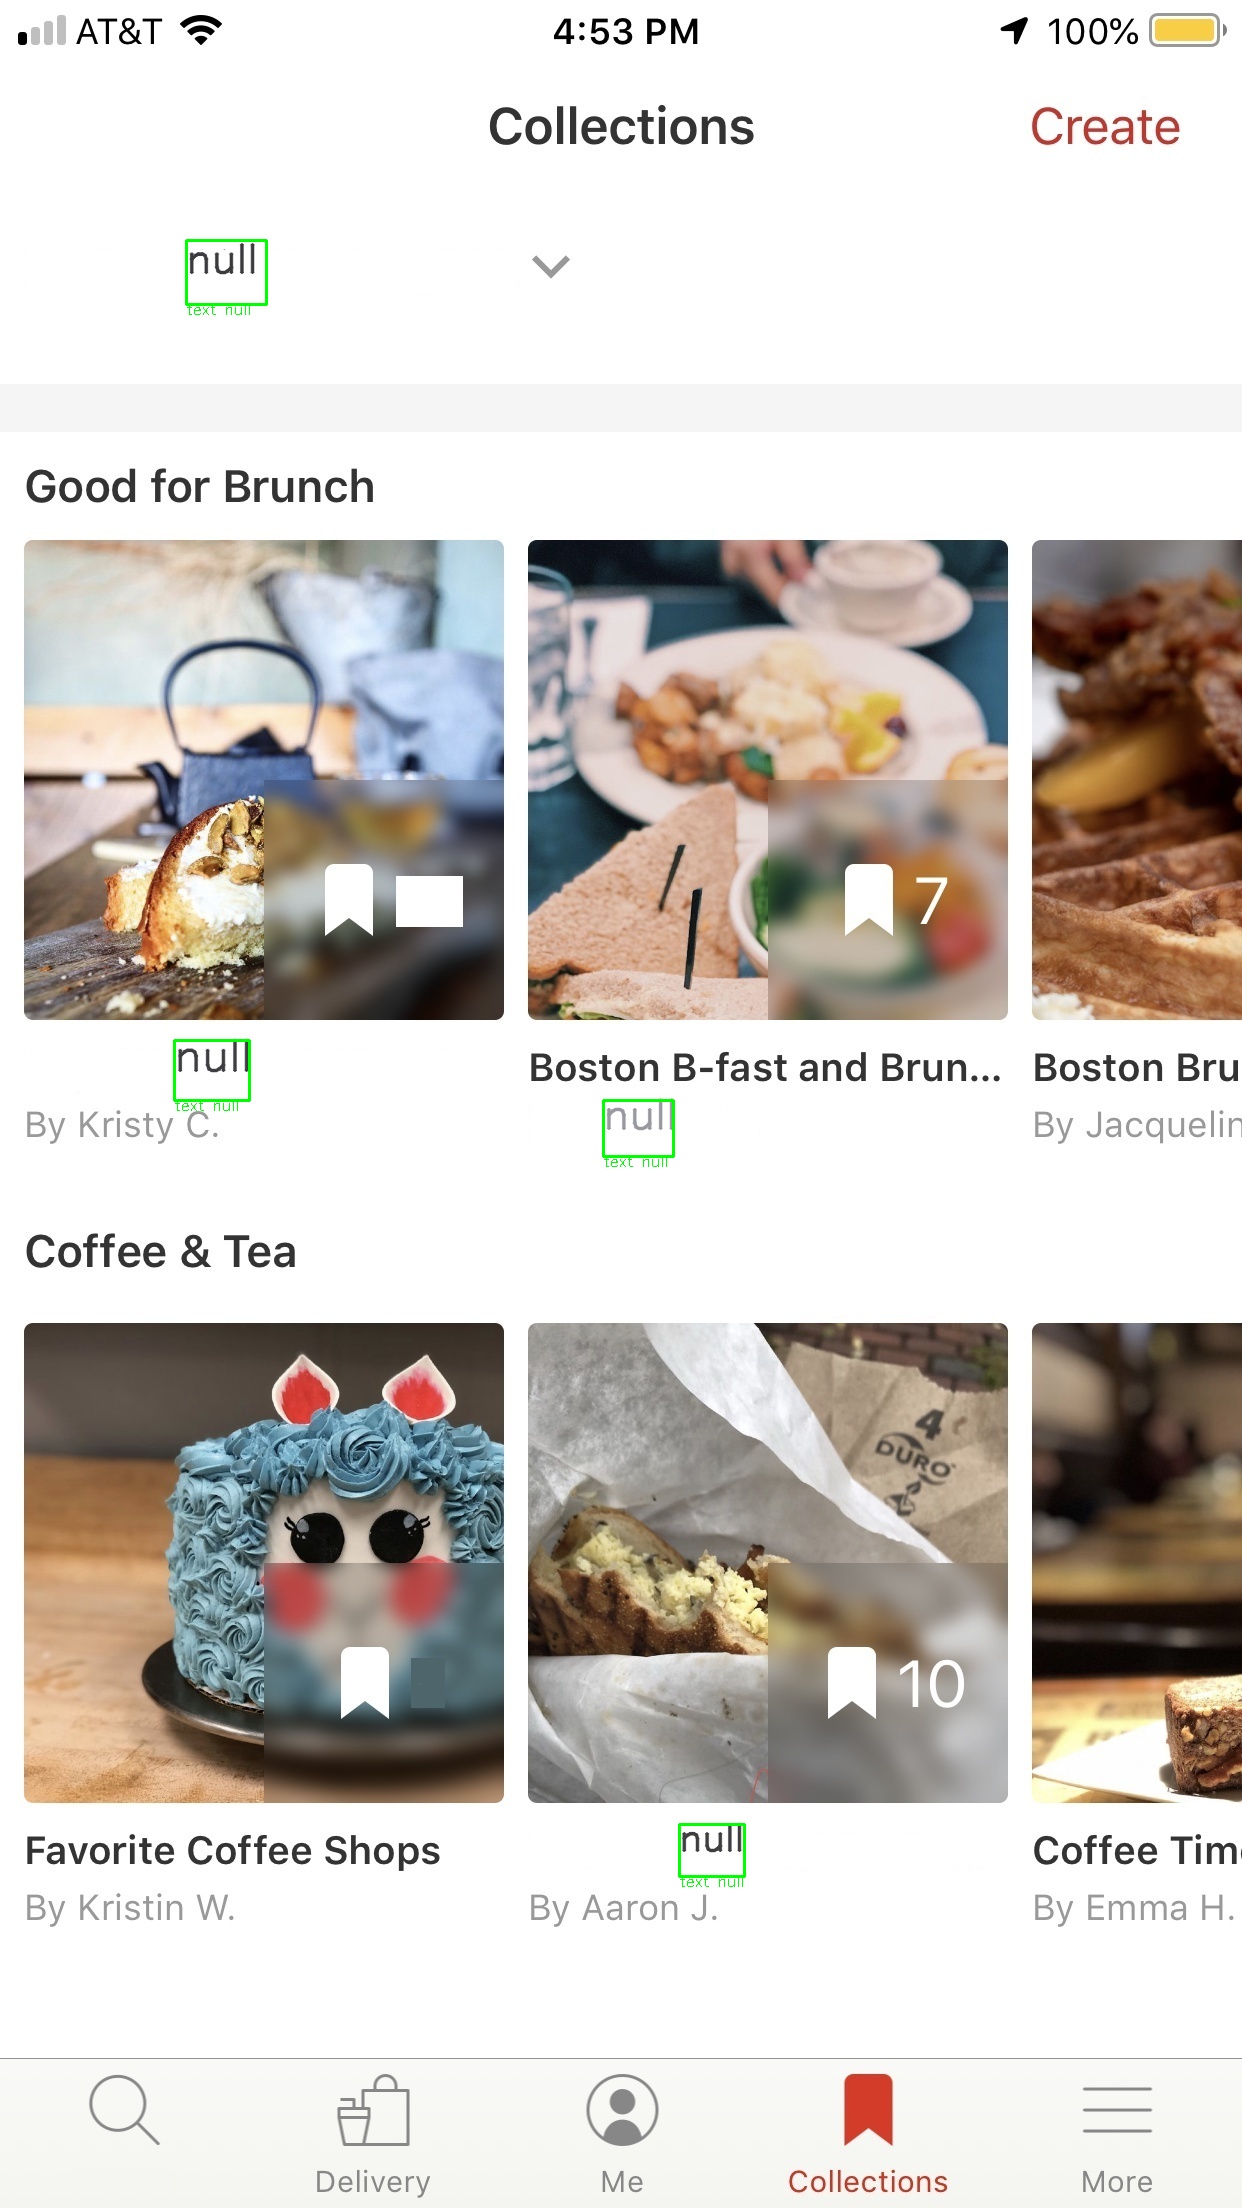 AT&T
4:53 PM
100%
Collections
Create
null
text null
Good for Brunch
7
null
text null
By Kristy C.
Boston B-fast and Brun...
null
text null
Boston Bru
By Jacquelin
Coffee & Tea
4
DURO
10
Favorite Coffee Shops
By Kristin W.
null
text null
By Aaron J.
Coffee Tim
By Emma H.
Delivery
Me
Collections
More